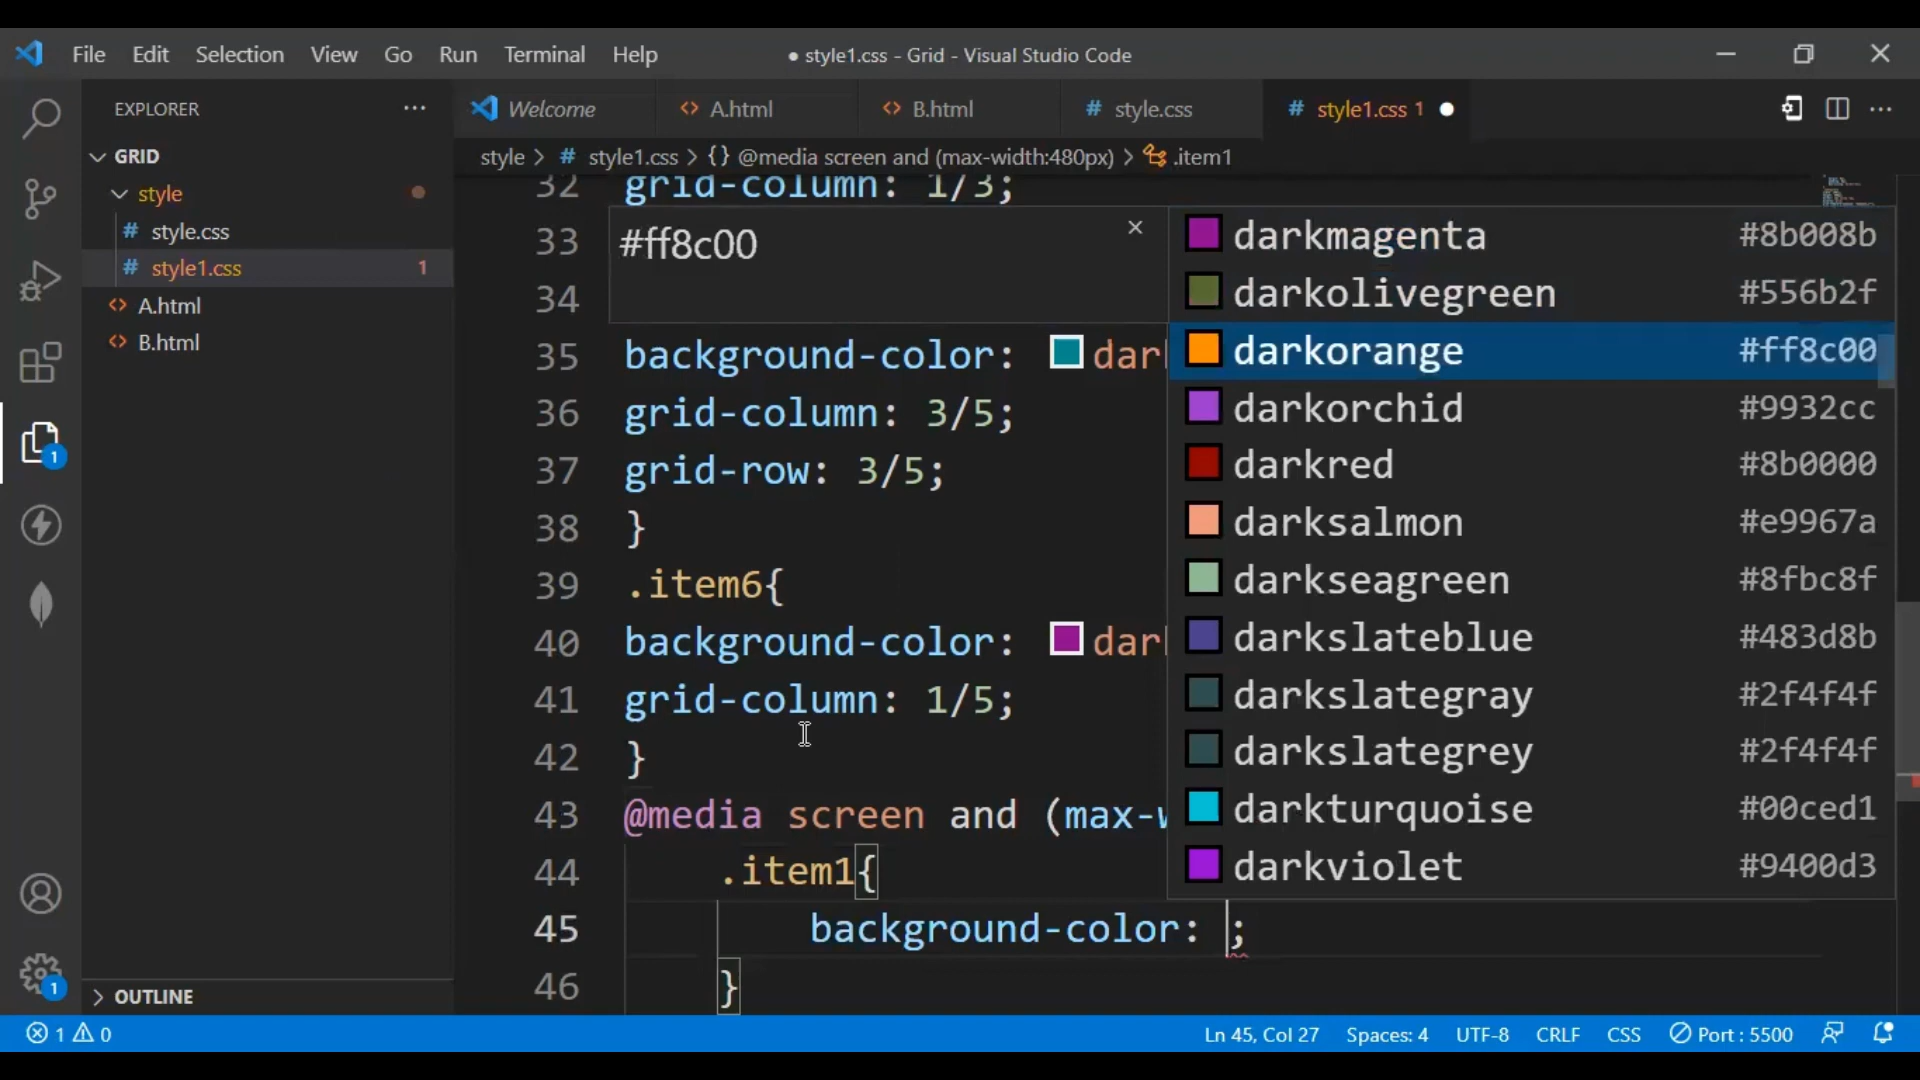 File Edit Selection View Go Run Terminal Help ● style1.css - Grid - Visual Studio Code
EXPLORER ···
Welcome A.html B.html # style.css # style1.css 1 ●
GRID
style > # style1.css > {} @media screen and (max-width:480px) > .item1
style
# style.css
# style1.css 1
A.html
B.html
OUTLINE
32 grid-column: 1/3;
33
34
35 background-color: dar
36 grid-column: 3/5;
37 grid-row: 3/5;
38 }
39 .item6{
40 background-color: dar
41 grid-column: 1/5;
42 }
43 @media screen and (max-w
44 .item1{
45 background-color: ;
46 }
#ff8c00 ×
darkmagenta #8b008b
darkolivegreen #556b2f
darkorange #ff8c00
darkorchid #9932cc
darkred #8b0000
darksalmon #e9967a
darkseagreen #8fbc8f
darkslateblue #483d8b
darkslategray #2f4f4f
darkslategrey #2f4f4f
darkturquoise #00ced1
darkviolet #9400d3
1
1
1 0 Ln 45, Col 27 Spaces: 4 UTF-8 CRLF CSS Port : 5500